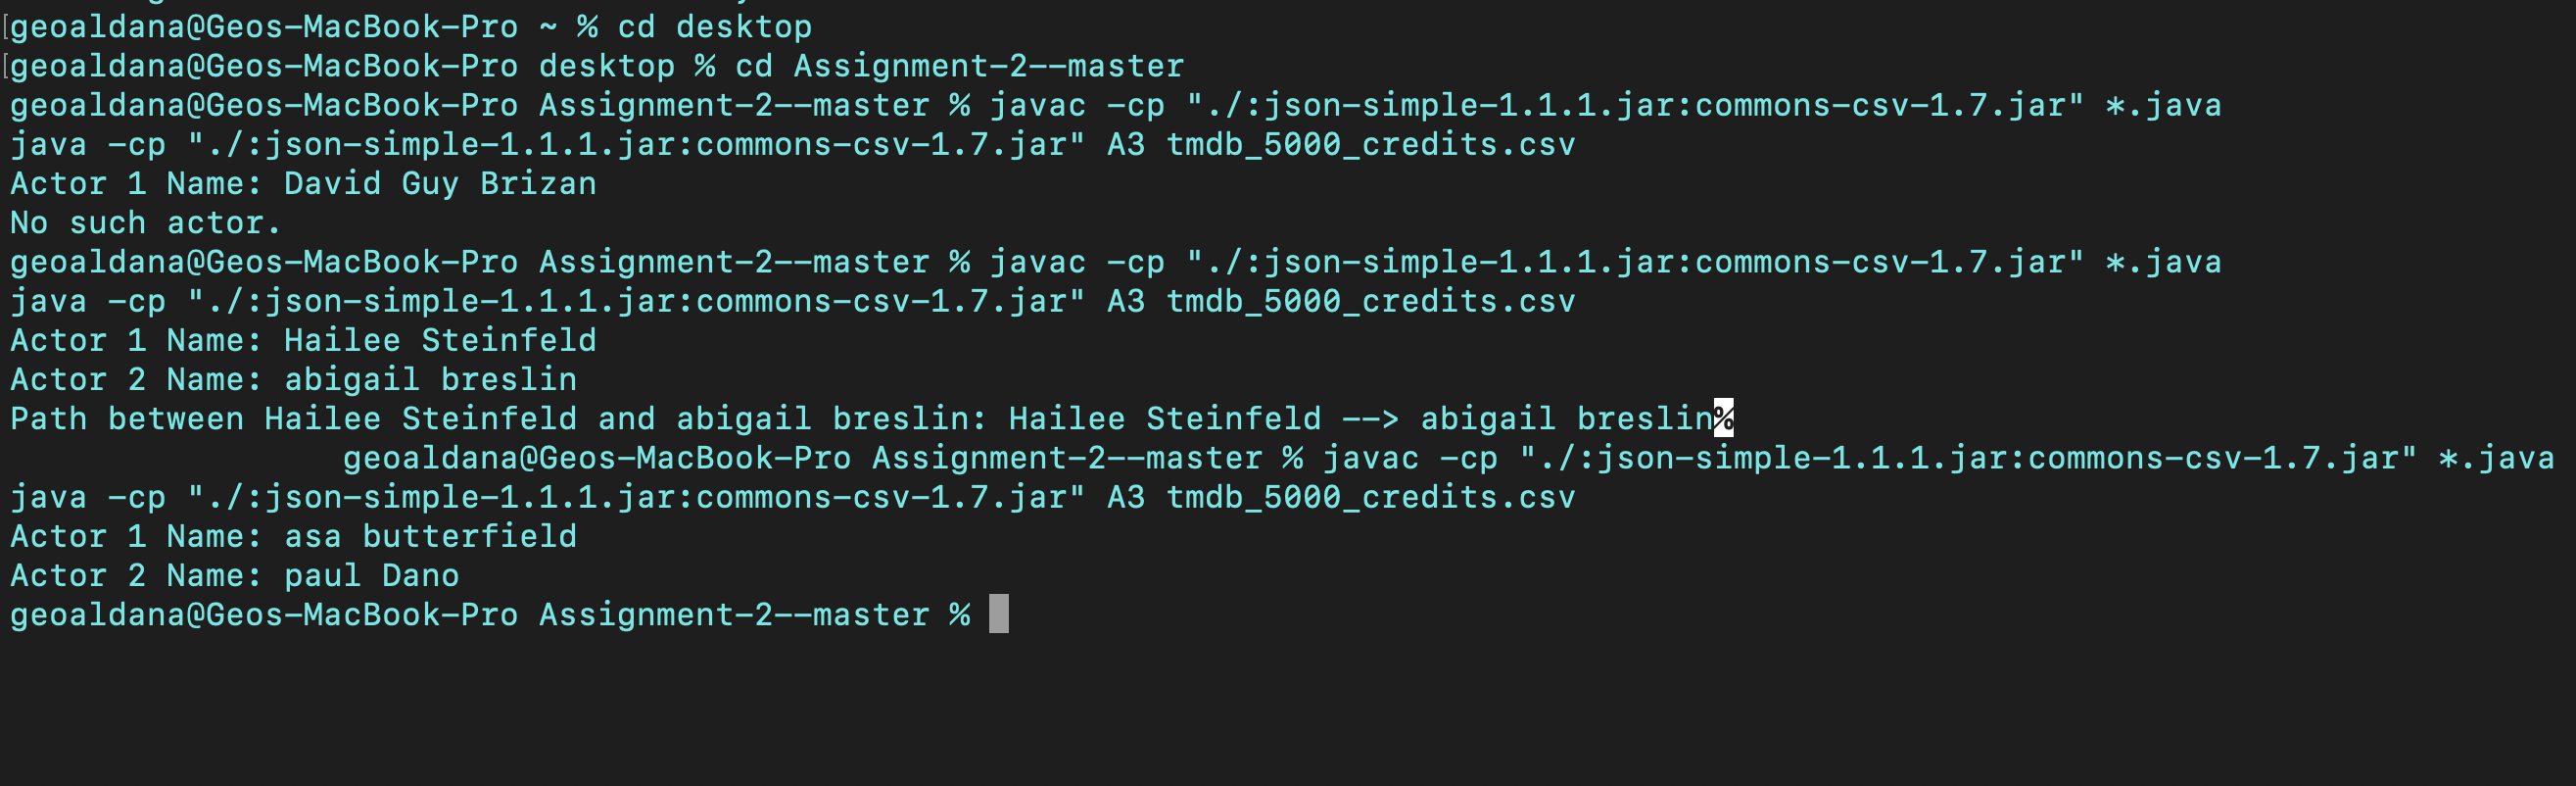 geoaldana@Geos-MacBook-Pro ~ % cd desktop
geoaldana@Geos-MacBook-Pro desktop % cd Assignment-2--master
geoaldana@Geos-MacBook-Pro Assignment-2--master % javac -cp "./:json-simple-1.1.1.jar:commons-csv-1.7.jar" *.java
java -cp "./:json-simple-1.1.1.jar:commons-csv-1.7.jar" A3 tmdb_5000_credits.csv
Actor 1 Name: David Guy Brizan
No such actor.
geoaldana@Geos-MacBook-Pro Assignment-2--master % javac -cp "./:json-simple-1.1.1.jar:commons-csv-1.7.jar" *.java
java -cp "./:json-simple-1.1.1.jar:commons-csv-1.7.jar" A3 tmdb_5000_credits.csv
Actor 1 Name: Hailee Steinfeld
Actor 2 Name: abigail breslin
Path between Hailee Steinfeld and abigail breslin: Hailee Steinfeld --> abigail breslin%
geoaldana@Geos-MacBook-Pro Assignment-2--master % javac -cp "./:json-simple-1.1.1.jar:commons-csv-1.7.jar" *.java
java -cp "./:json-simple-1.1.1.jar:commons-csv-1.7.jar" A3 tmdb_5000_credits.csv
Actor 1 Name: asa butterfield
Actor 2 Name: paul Dano
geoaldana@Geos-MacBook-Pro Assignment-2--master %